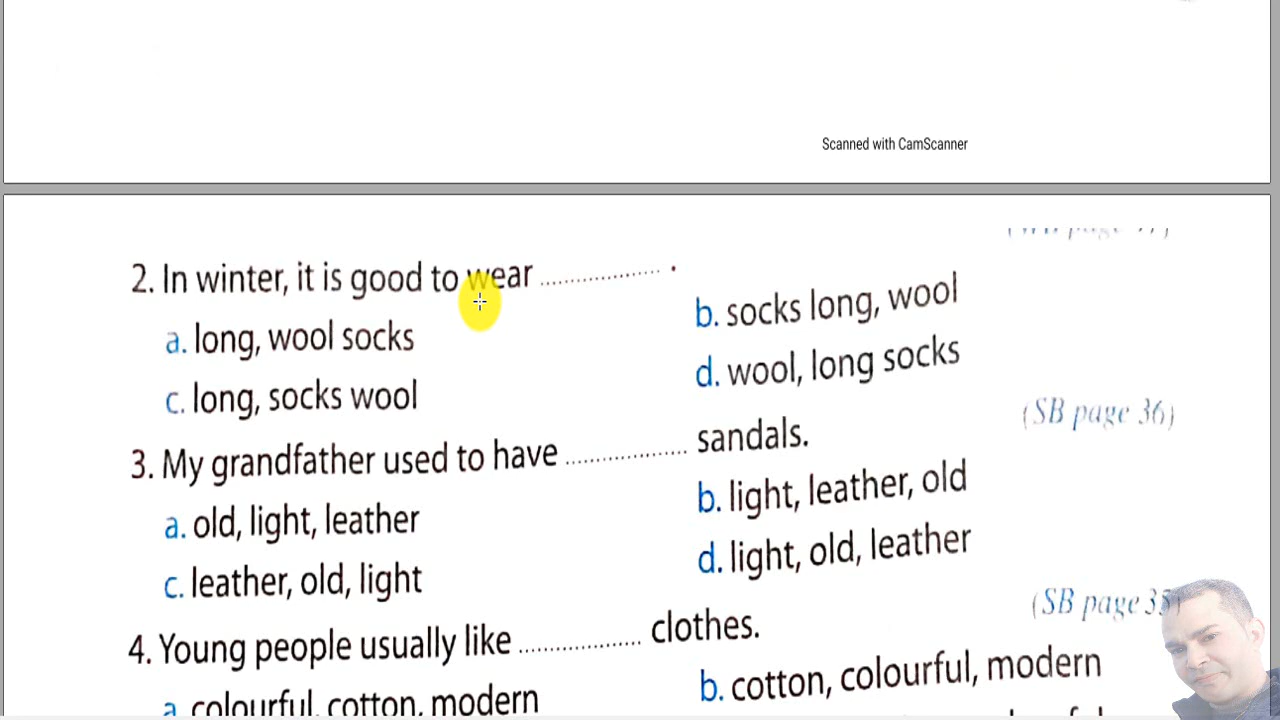 Scanned with CamScanner
2. In winter, it is good to wear .................... .
a. long, wool socks
b. socks long, wool
c. long, socks wool
d. wool, long socks
(SB page 36)
3. My grandfather used to have .................... sandals.
a. old, light, leather
b. light, leather, old
c. leather, old, light
d. light, old, leather
(SB page 35)
4. Young people usually like .................... clothes.
a. colourful, cotton, modern
b. cotton, colourful, modern